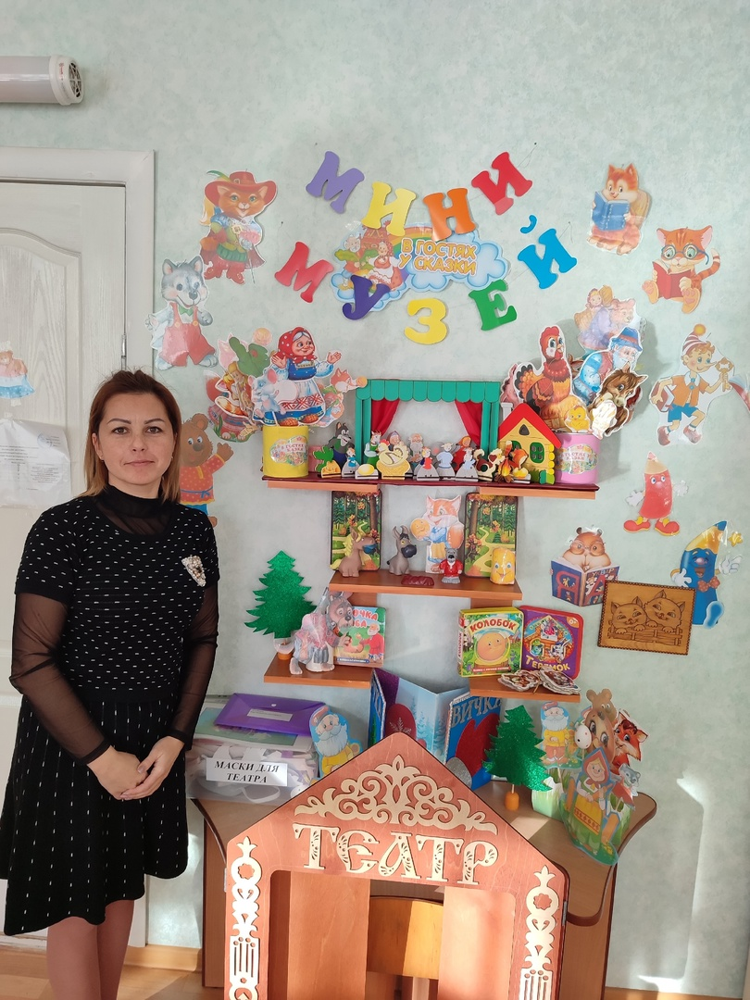 МИНИ
В ГОСТЯХ
У СКАЗКИ
МУЗЕЙ
КОЛОБОК
ТЕРЕМОК
МАСКИ ДЛЯ
ТЕАТРА
ТЕАТР